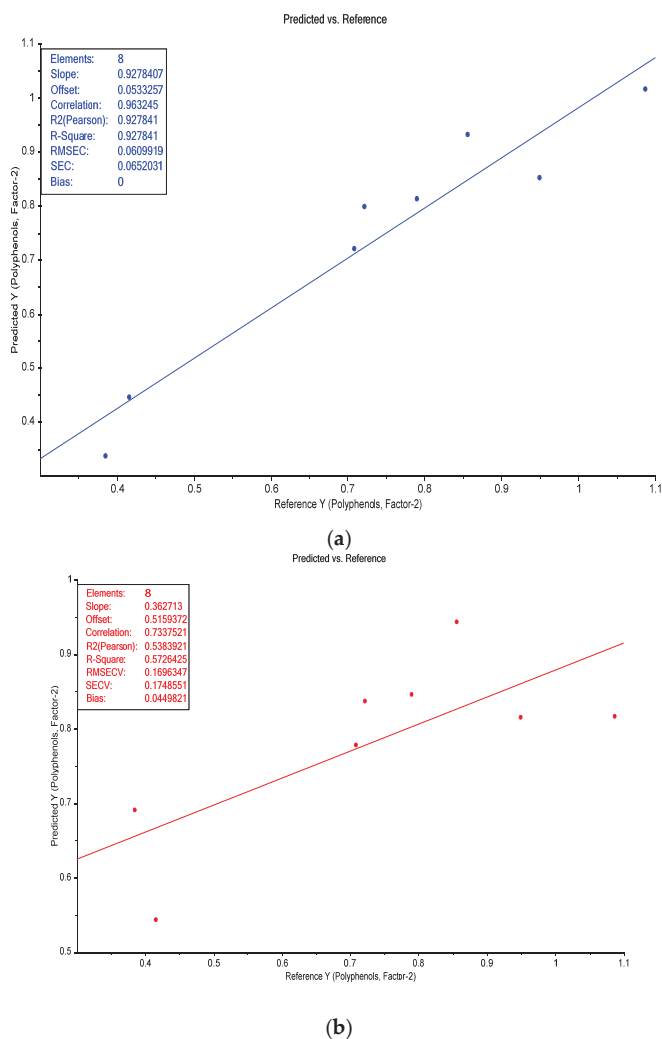 Predicted vs. Reference
Elements: 8
Slope: 0.9278407
Offset: 0.0533257
Correlation: 0.963245
R2(Pearson): 0.927841
R-Square: 0.927841
RMSEC: 0.0609919
SEC: 0.0652031
Bias: 0
Predicted Y (Polyphenols, Factor-2)
1.1
1
0.9
0.8
0.7
0.6
0.5
0.4
0.4 0.5 0.6 0.7 0.8 0.9 1 1.1
Reference Y (Polyphenols, Factor-2)
(a)
Predicted vs. Reference
Elements: 8
Slope: 0.362713
Offset: 0.5159372
Correlation: 0.7337521
R2(Pearson): 0.5383921
R-Square: 0.5726425
RMSECV: 0.1696347
SECV: 0.1748551
Bias: 0.0449821
Predicted Y (Polyphenols, Factor-2)
1
0.9
0.8
0.7
0.6
0.5
0.4 0.5 0.6 0.7 0.8 0.9 1 1.1
Reference Y (Polyphenols, Factor-2)
(b)